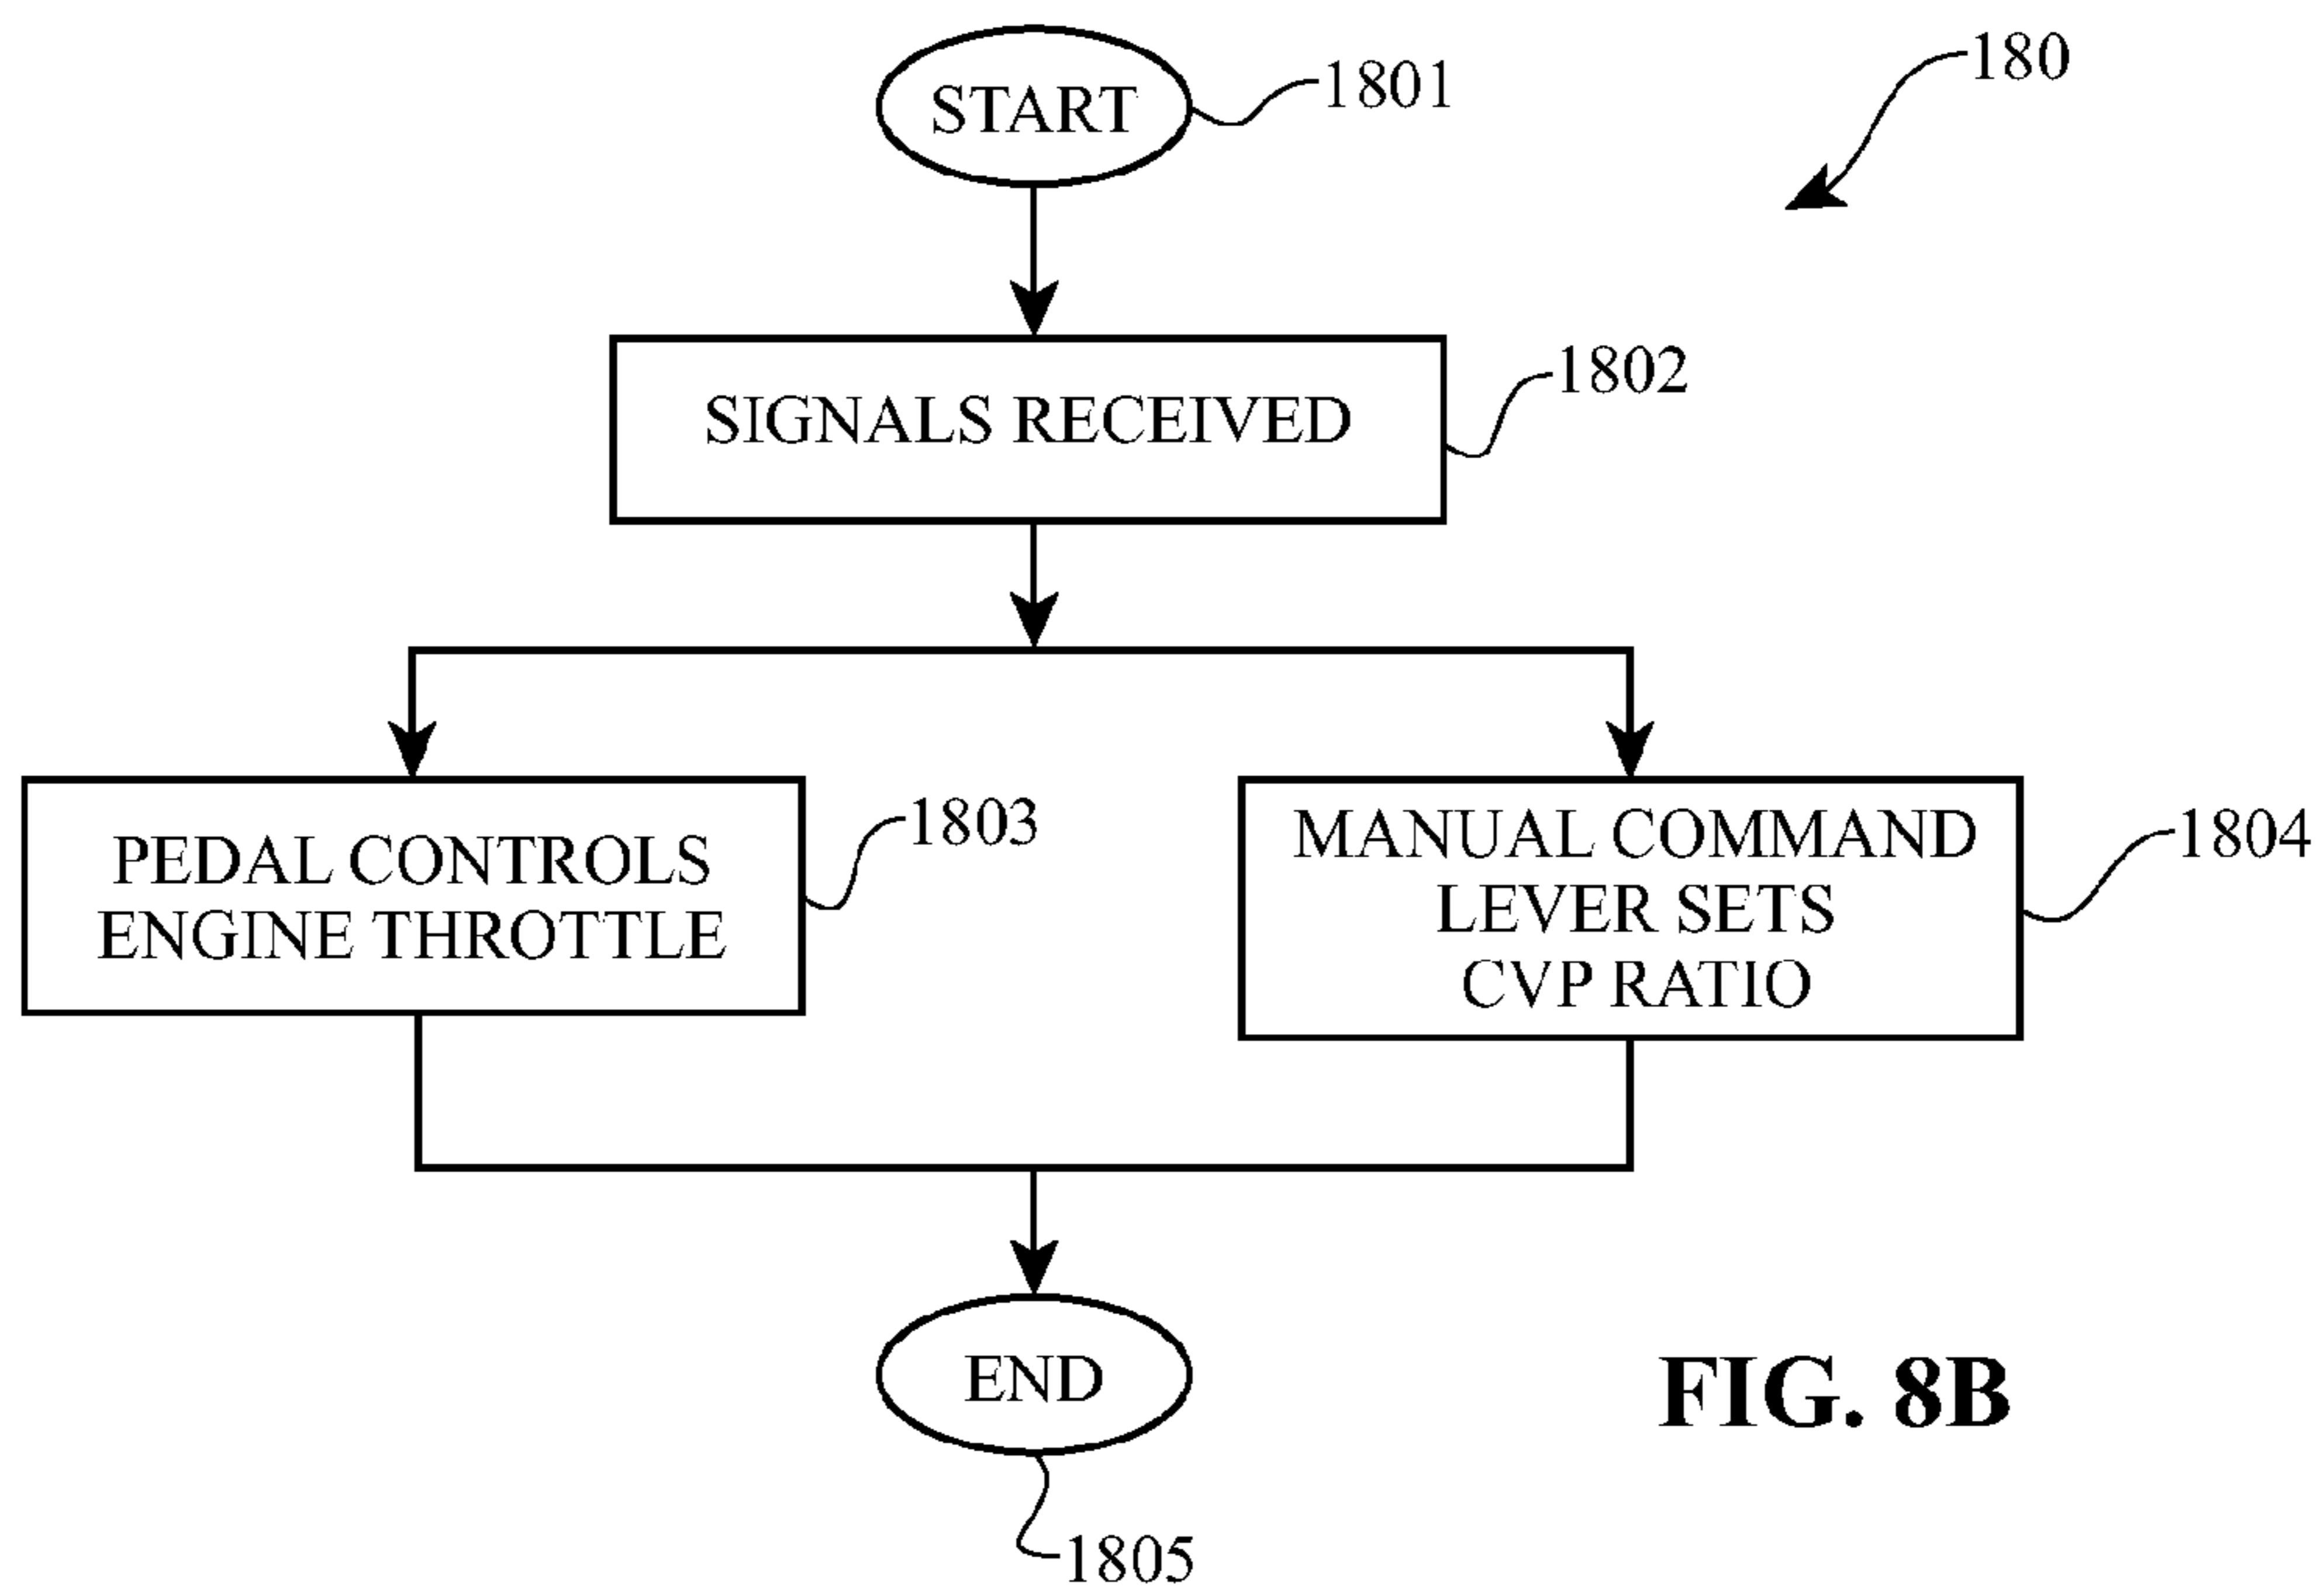 START
1801
180
SIGNALS RECEIVED
1802
PEDAL CONTROLS
ENGINE THROTTLE
1803
MANUAL COMMAND
LEVER SETS
CVP RATIO
1804
END
1805
FIG. 8B